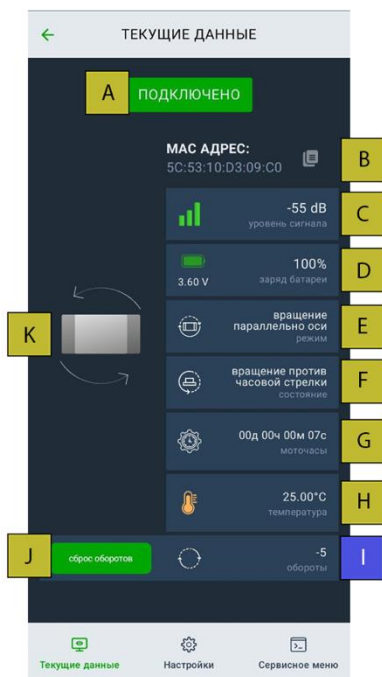 ТЕКУЩИЕ ДАННЫЕ
A
ПОДКЛЮЧЕНО
MAC АДРЕС:
5C:53:10:D3:09:C0
B
-55 dB
уровень сигнала
C
100%
3.60 V
заряд батареи
D
вращение
параллельно оси
режим
E
K
вращение против
часовой стрелки
состояние
F
00д 00ч 00м 07с
моточасы
G
25.00°C
температура
H
J
сброс оборотов
-5
обороты
I
Текущие данные
Настройки
Сервисное меню